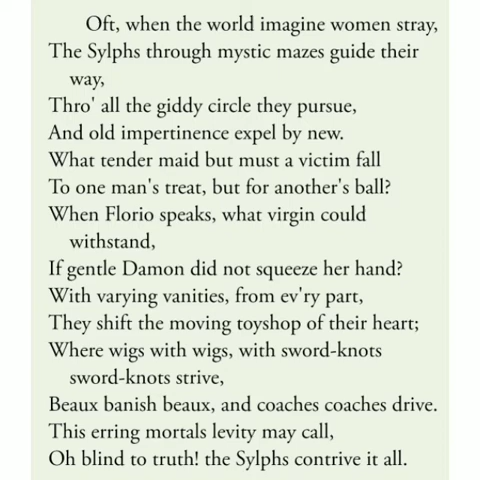 Oft, when the world imagine women stray,
The Sylphs through mystic mazes guide their
way,
Thro' all the giddy circle they pursue,
And old impertinence expel by new.
What tender maid but must a victim fall
To one man's treat, but for another's ball?
When Florio speaks, what virgin could
withstand,
If gentle Damon did not squeeze her hand?
With varying vanities, from ev'ry part,
They shift the moving toyshop of their heart;
Where wigs with wigs, with sword-knots
sword-knots strive,
Beaux banish beaux, and coaches coaches drive.
This erring mortals levity may call,
Oh blind to truth! the Sylphs contrive it all.